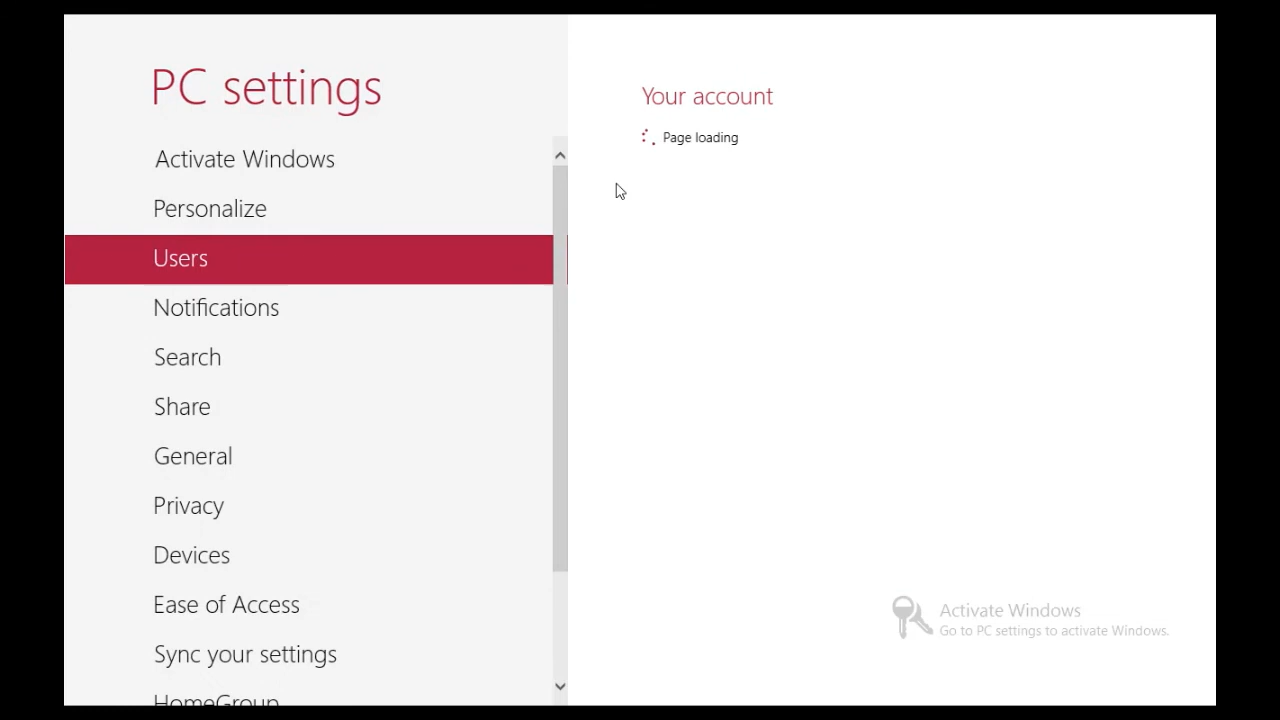 PC settings
Activate Windows
Personalize
Users
Notifications
Search
Share
General
Privacy
Devices
Ease of Access
Sync your settings
HomeGroup
Your account
Page loading
Activate Windows
Go to PC settings to activate Windows.